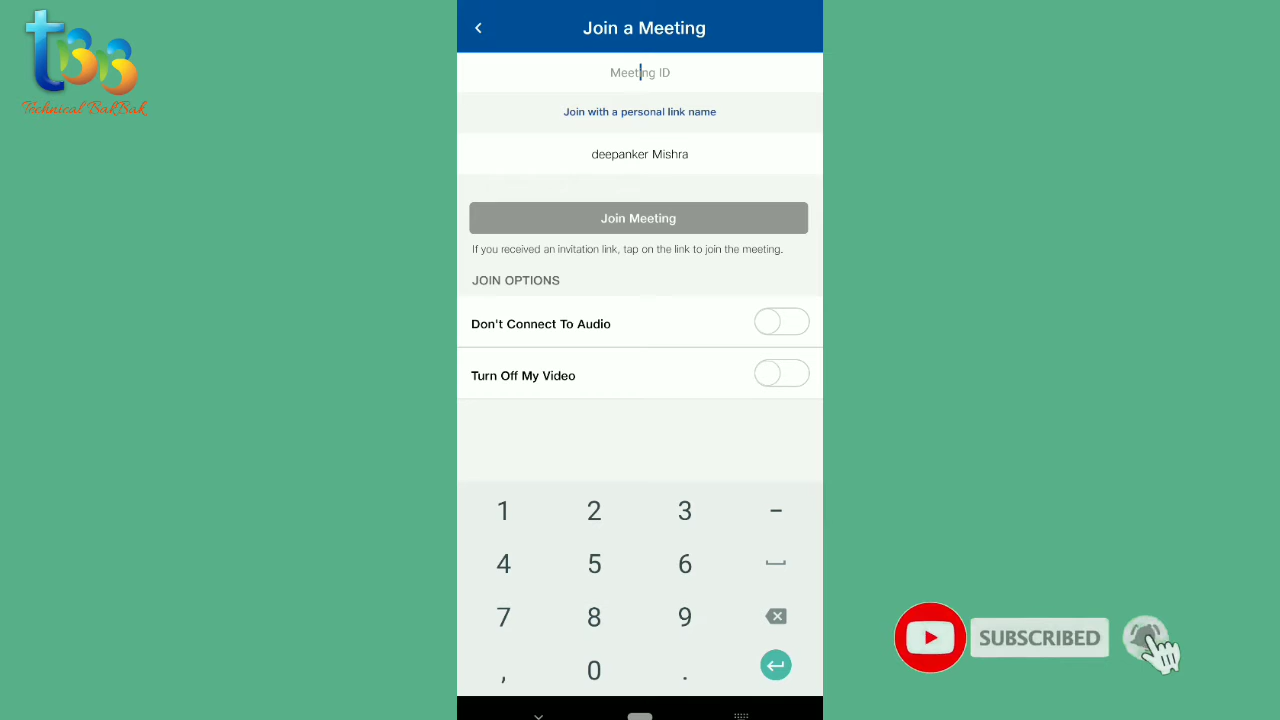 tBB
Technical BakBak
Join a Meeting
Meeting ID
Join with a personal link name
deepanker Mishra
Join Meeting
If you received an invitation link, tap on the link to join the meeting.
JOIN OPTIONS
Don't Connect To Audio
Turn Off My Video
1 2 3 -
4 5 6
7 8 9
, 0 .
SUBSCRIBED